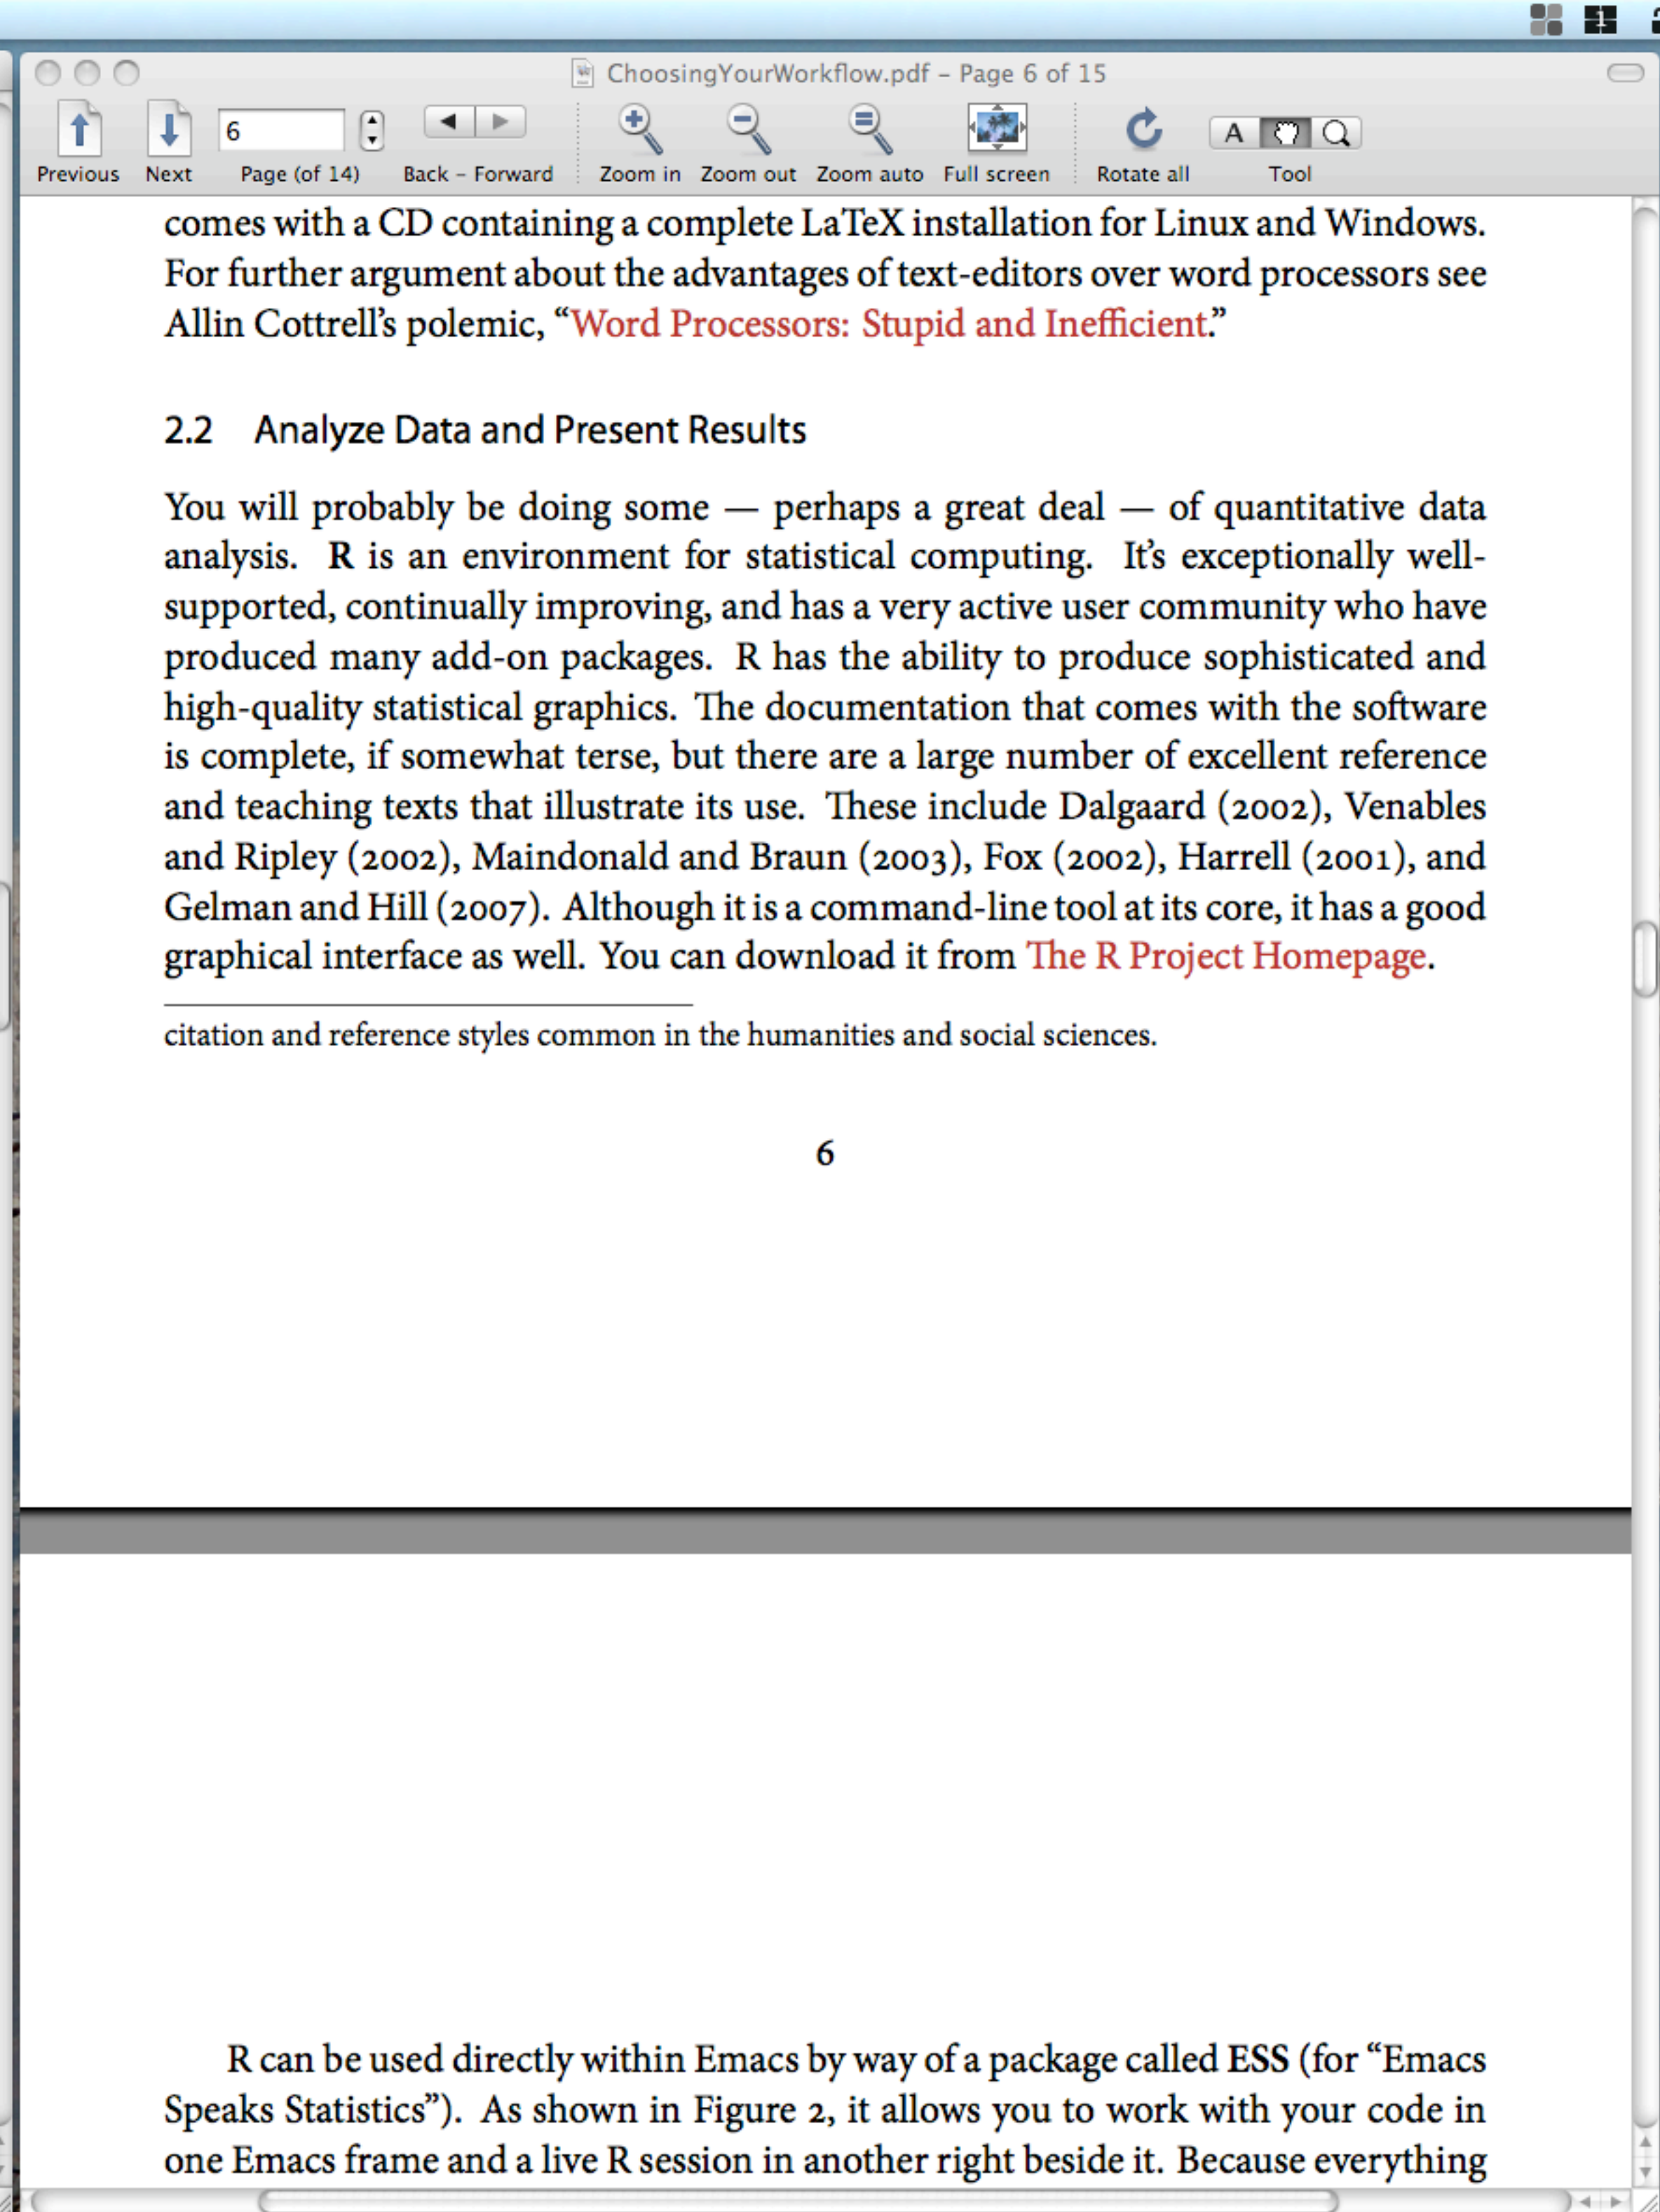 1
ChoosingYourWorkflow.pdf – Page 6 of 15
6
A
Previous Next Page (of 14) Back – Forward Zoom in Zoom out Zoom auto Full screen Rotate all Tool
comes with a CD containing a complete LaTeX installation for Linux and Windows.
For further argument about the advantages of text-editors over word processors see
Allin Cottrell’s polemic, “Word Processors: Stupid and Inefficient.”
2.2 Analyze Data and Present Results
You will probably be doing some — perhaps a great deal — of quantitative data
analysis. R is an environment for statistical computing. It’s exceptionally well-
supported, continually improving, and has a very active user community who have
produced many add-on packages. R has the ability to produce sophisticated and
high-quality statistical graphics. The documentation that comes with the software
is complete, if somewhat terse, but there are a large number of excellent reference
and teaching texts that illustrate its use. These include Dalgaard (2002), Venables
and Ripley (2002), Maindonald and Braun (2003), Fox (2002), Harrell (2001), and
Gelman and Hill (2007). Although it is a command-line tool at its core, it has a good
graphical interface as well. You can download it from The R Project Homepage.
citation and reference styles common in the humanities and social sciences.
6
R can be used directly within Emacs by way of a package called ESS (for “Emacs
Speaks Statistics”). As shown in Figure 2, it allows you to work with your code in
one Emacs frame and a live R session in another right beside it. Because everything